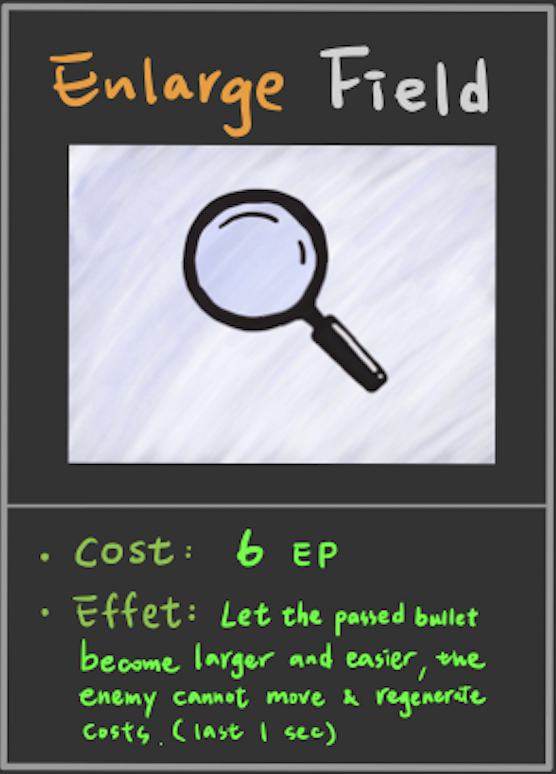 Enlarge Field
• Cost: 6 EP
• Effet: Let the passed bullet
become larger and easier, the
enemy cannot move & regenerate
costs. (last 1 sec)